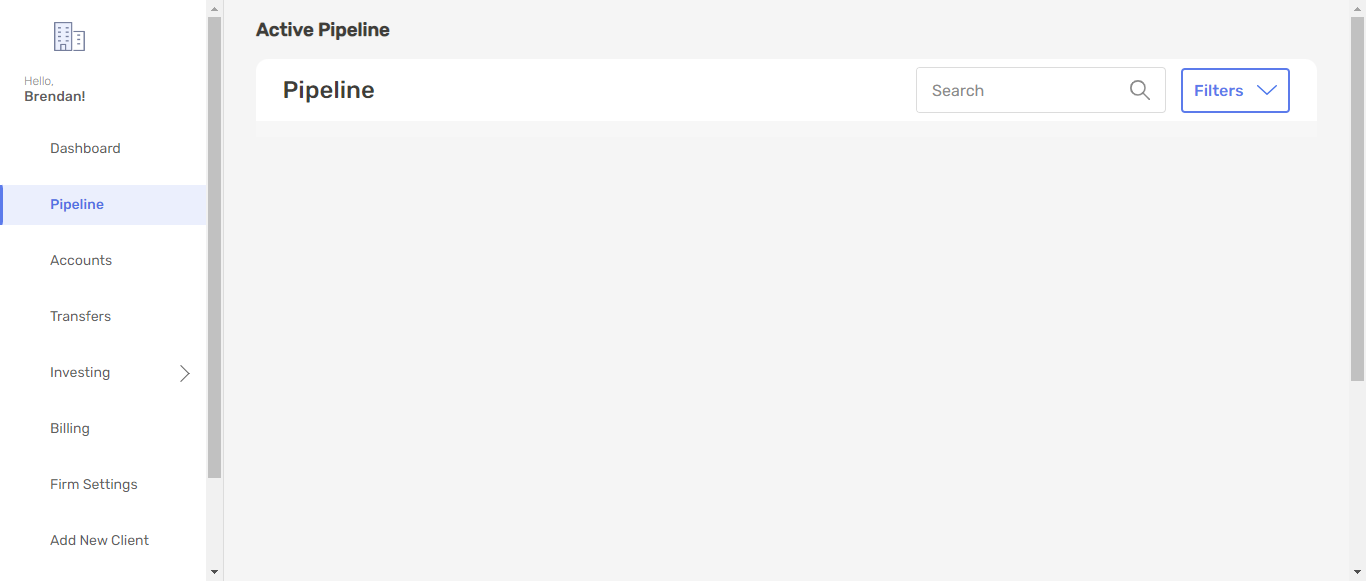 Hello,
Brendan!
Dashboard
Pipeline
Accounts
Transfers
Investing
Billing
Firm Settings
Add New Client
Active Pipeline
Pipeline
Search
Filters